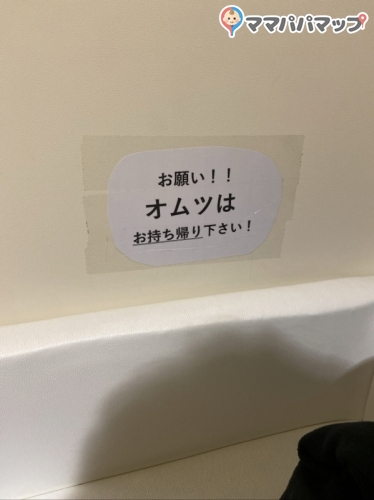 ママパパマップ
お願い！！
オムツは
お持ち帰り下さい！